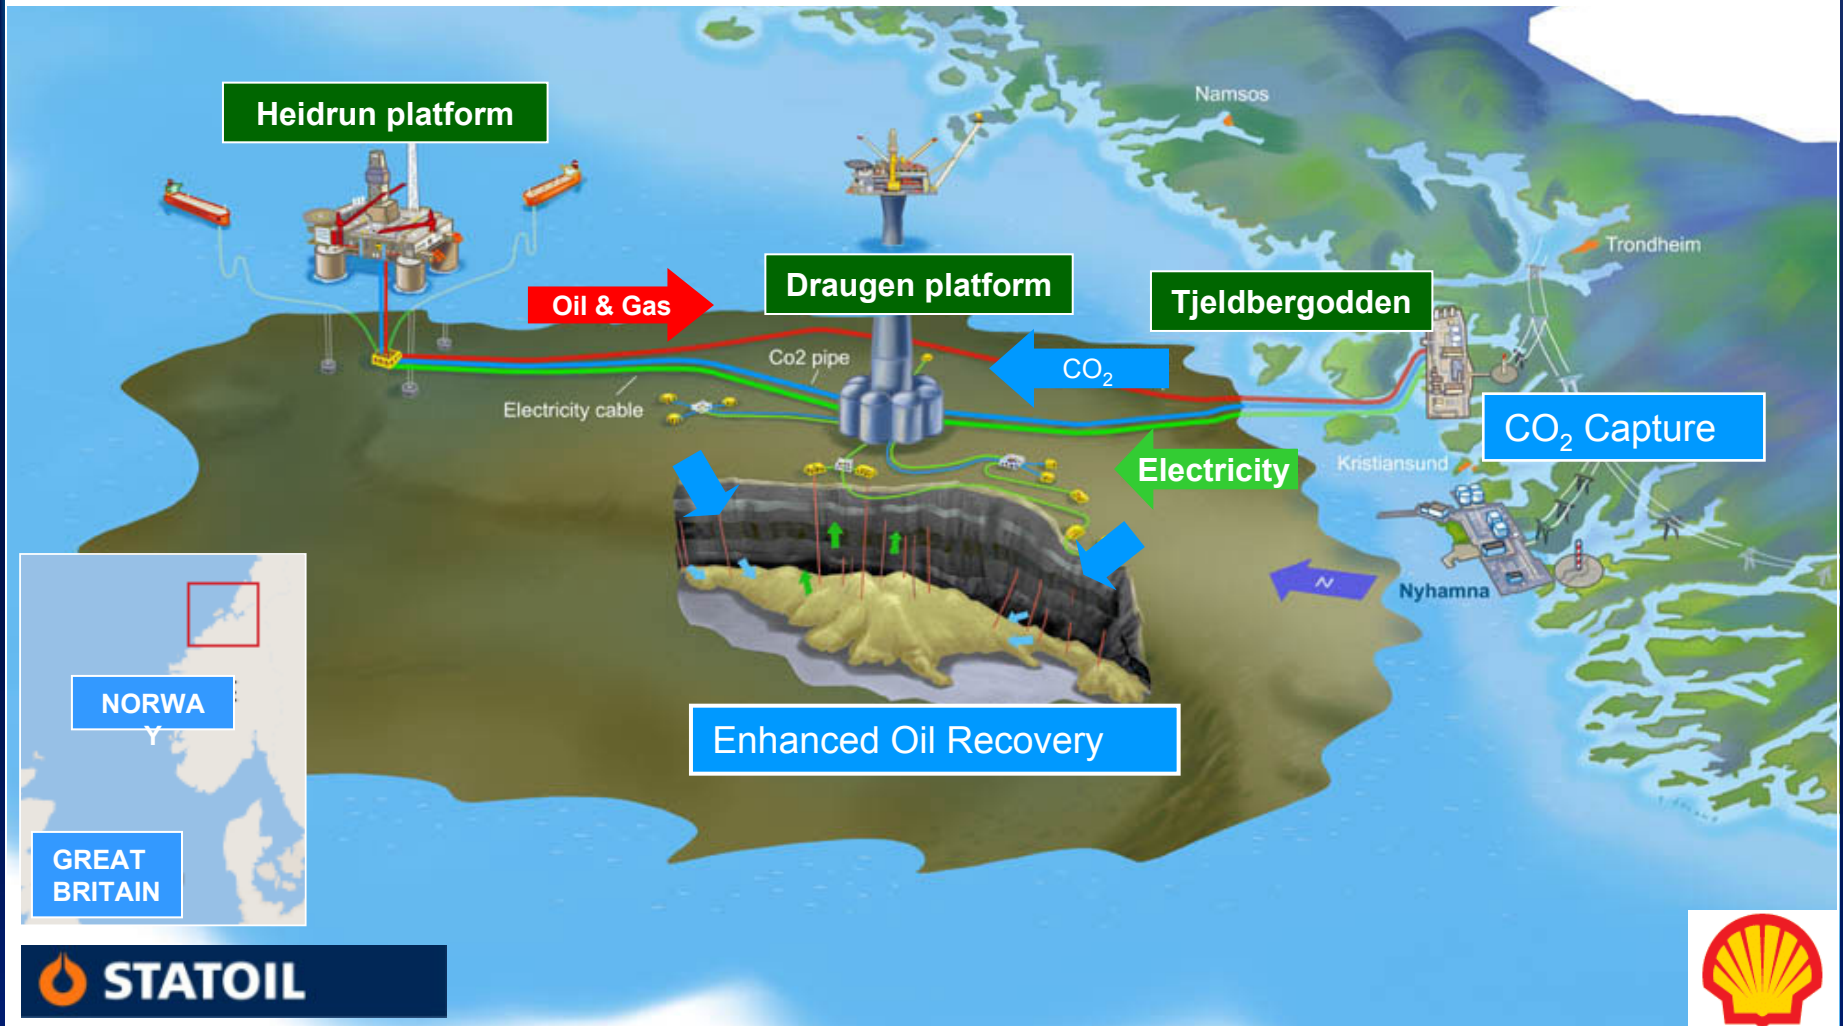 Heidrun platform
Namsos
Trondheim
Draugen platform
Tjeldbergodden
Oil & Gas
Co2 pipe
CO2
Electricity cable
CO2 Capture
Kristiansund
Electricity
N
Nyhamna
NORWA
Y
Enhanced Oil Recovery
GREAT
BRITAIN
STATOIL